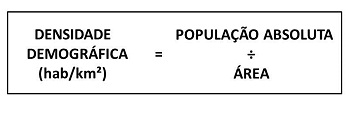 DENSIDADE POPULAÇÃO ABSOLUTA
DEMOGRÁFICA = ÷
(hab/km²) ÁREA